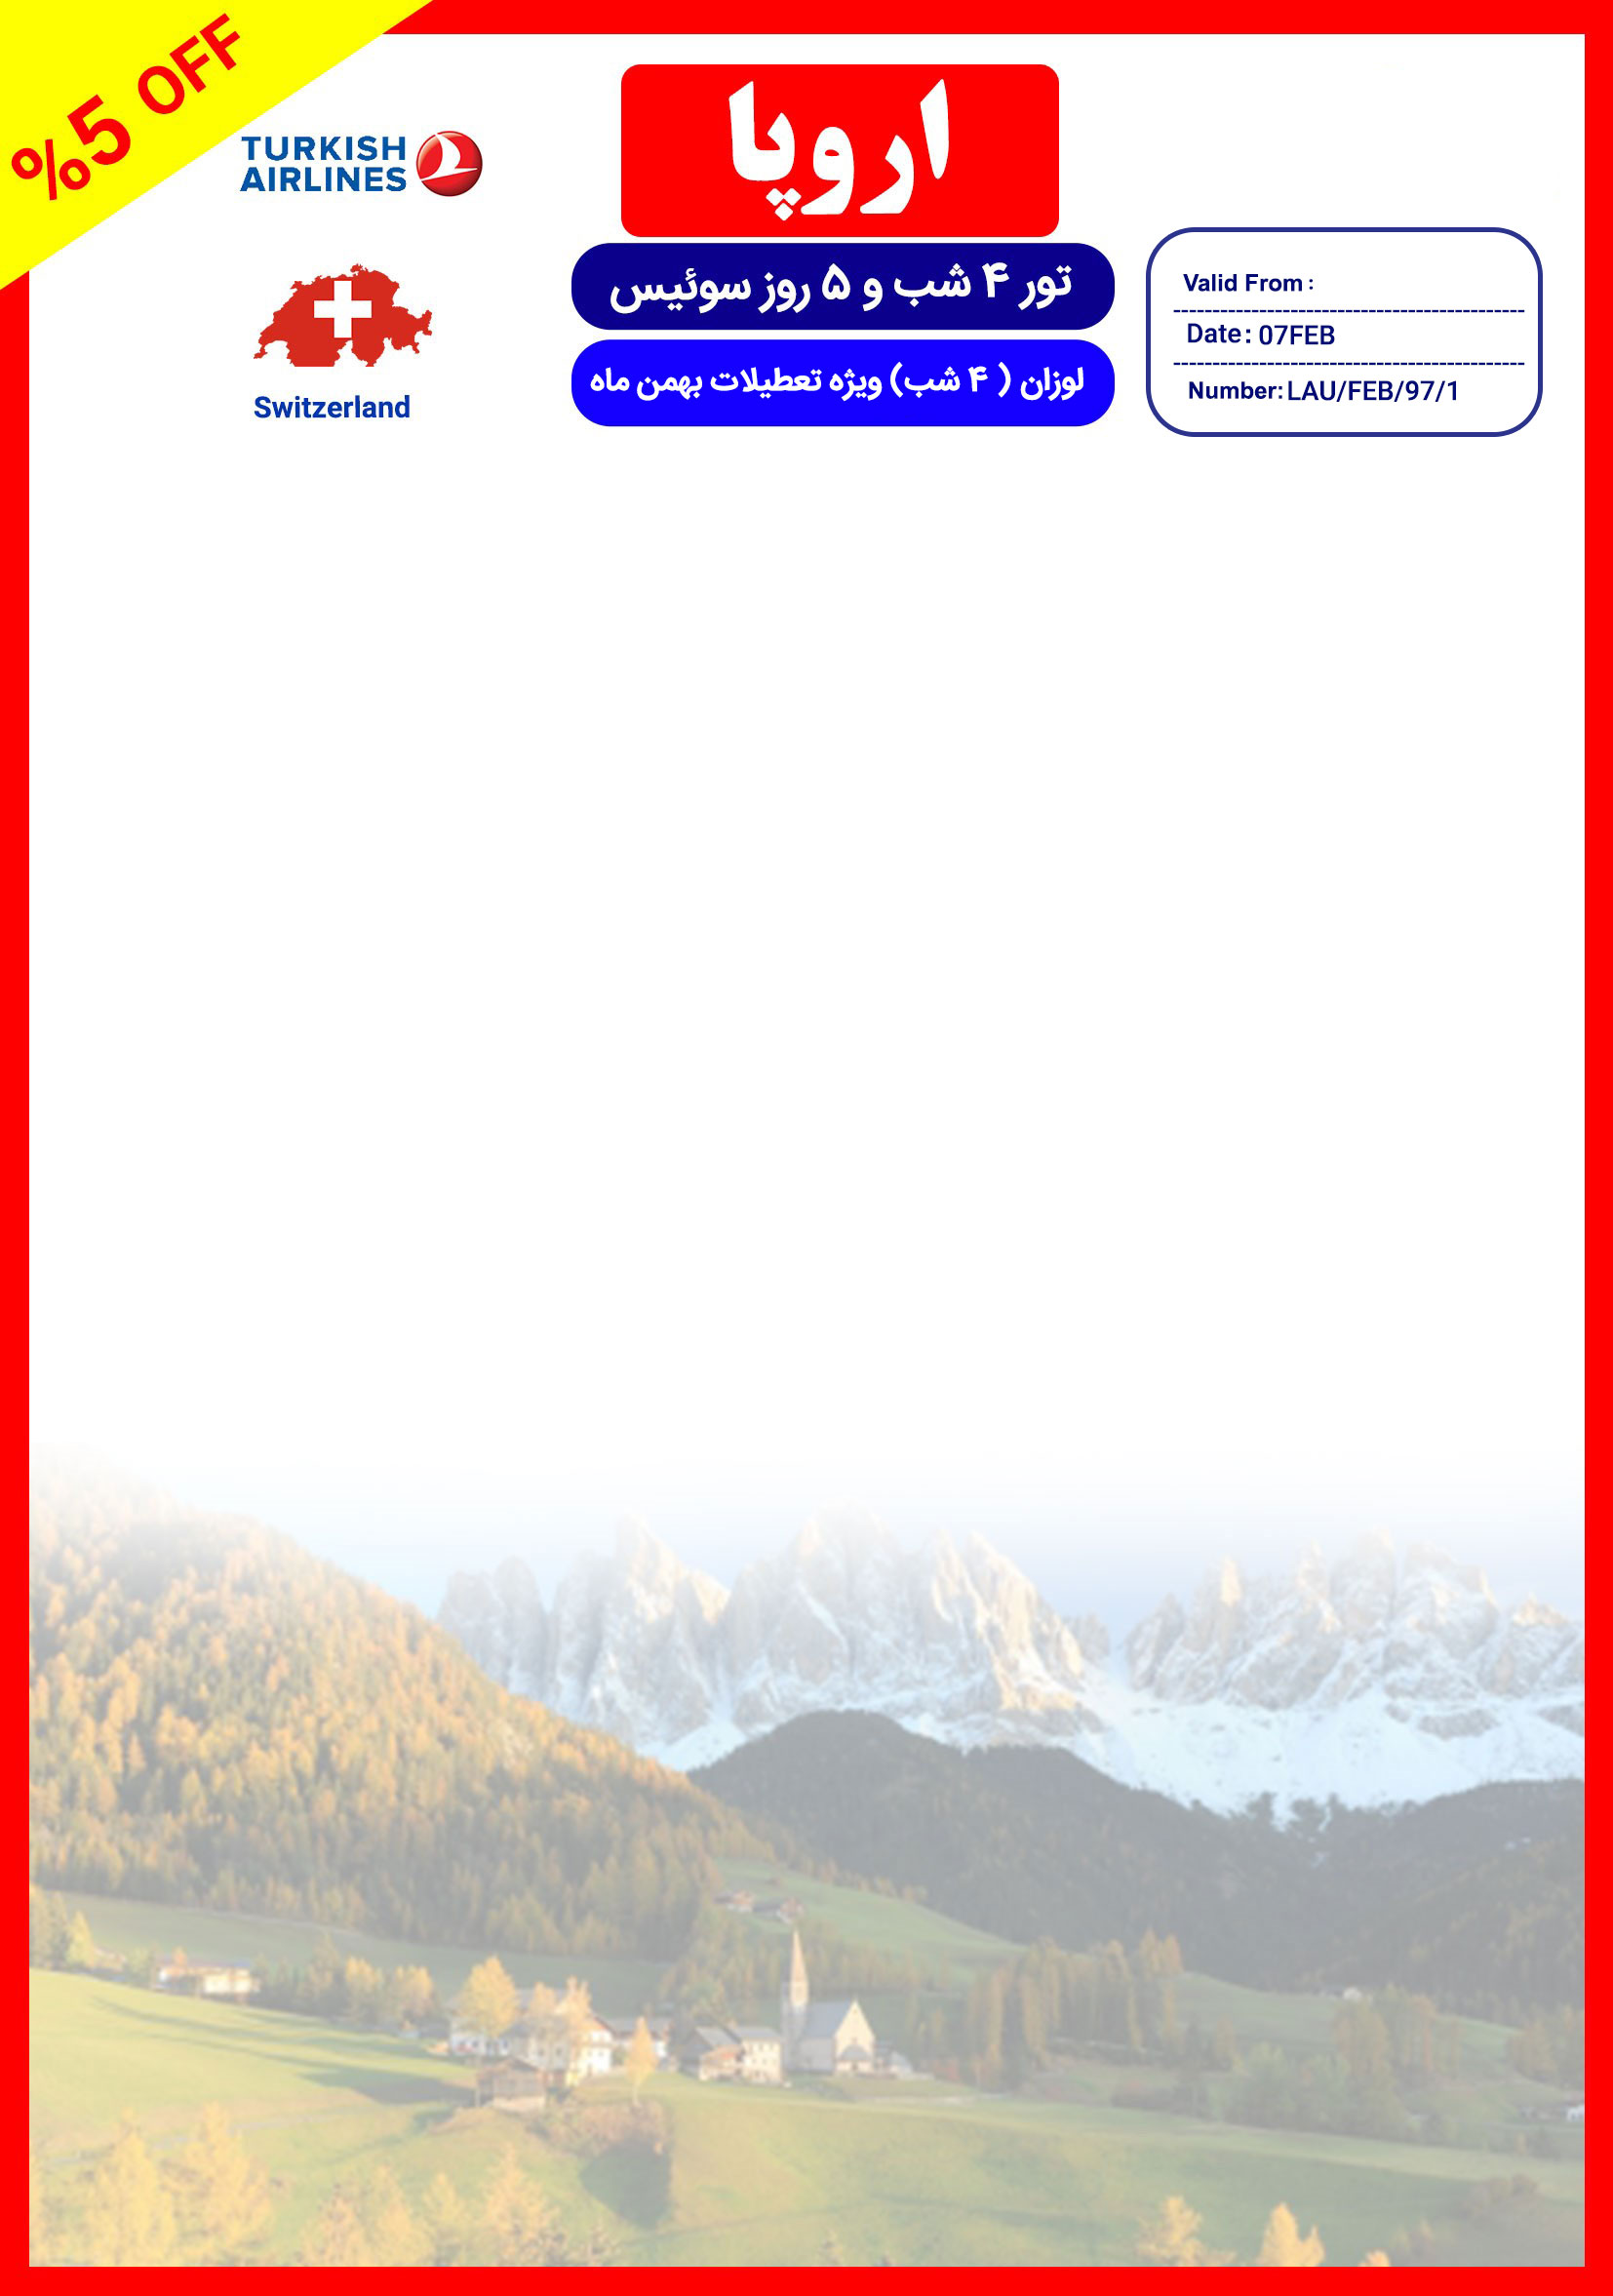 %5 OFF
TURKISH
AIRLINES
اروپا
تور ۴ شب و ۵ روز سوئیس
لوزان ( ۴ شب) ویژه تعطیلات بهمن ماه
Switzerland
Valid From :
Date: 07FEB
Number: LAU/FEB/97/1